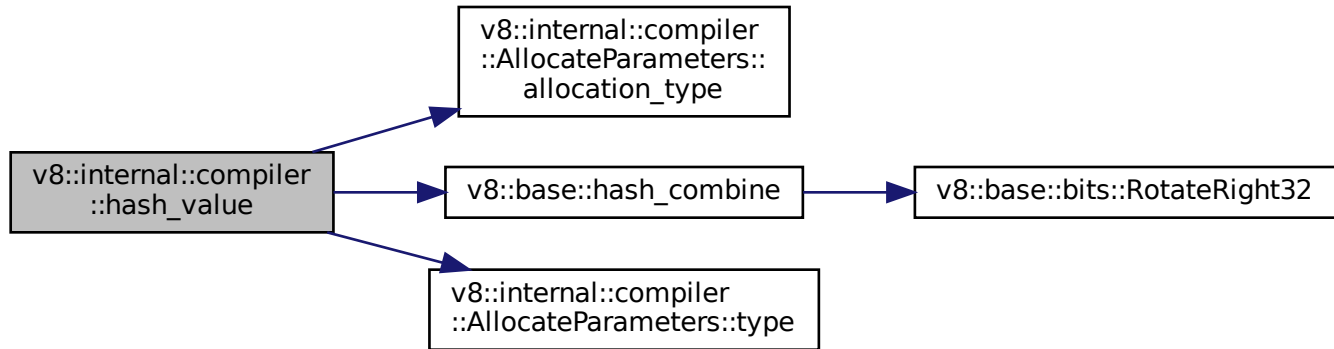 v8::internal::compiler
::AllocateParameters::
allocation_type
v8::internal::compiler
::hash_value
v8::base::hash_combine
v8::base::bits::RotateRight32
v8::internal::compiler
::AllocateParameters::type